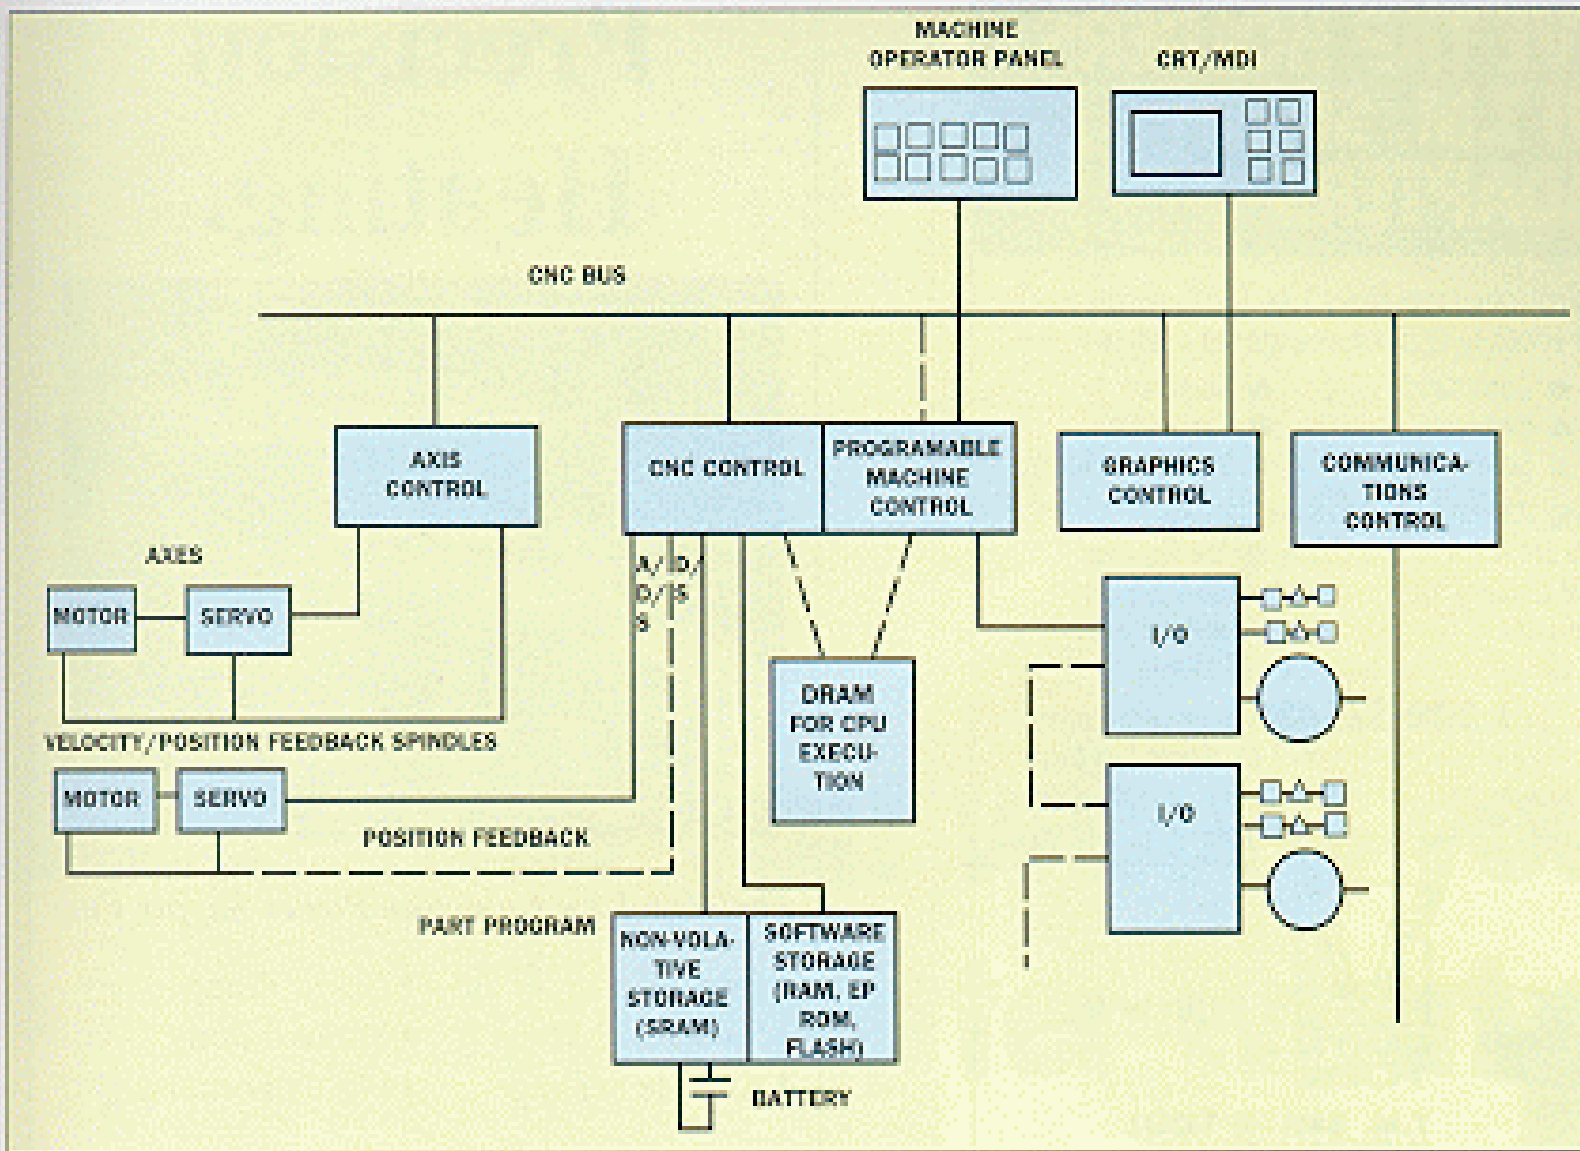 MACHINE
OPERATOR PANEL
CRT/MDI
CNC BUS
AXIS
CONTROL
CNC CONTROL
PROGRAMABLE
MACHINE
CONTROL
GRAPHICS
CONTROL
COMMUNICA-
TIONS
CONTROL
AXES
MOTOR
SERVO
A/
D/
S
D/
S
I/O
DRAM
FOR CPU
EXECU-
TION
VELOCITY/POSITION FEEDBACK SPINDLES
MOTOR
SERVO
POSITION FEEDBACK
I/O
PART PROGRAM
NON-VOLA-
TIVE
STORAGE
(SRAM)
SOFTWARE
STORAGE
(RAM, EP
ROM,
FLASH)
BATTERY